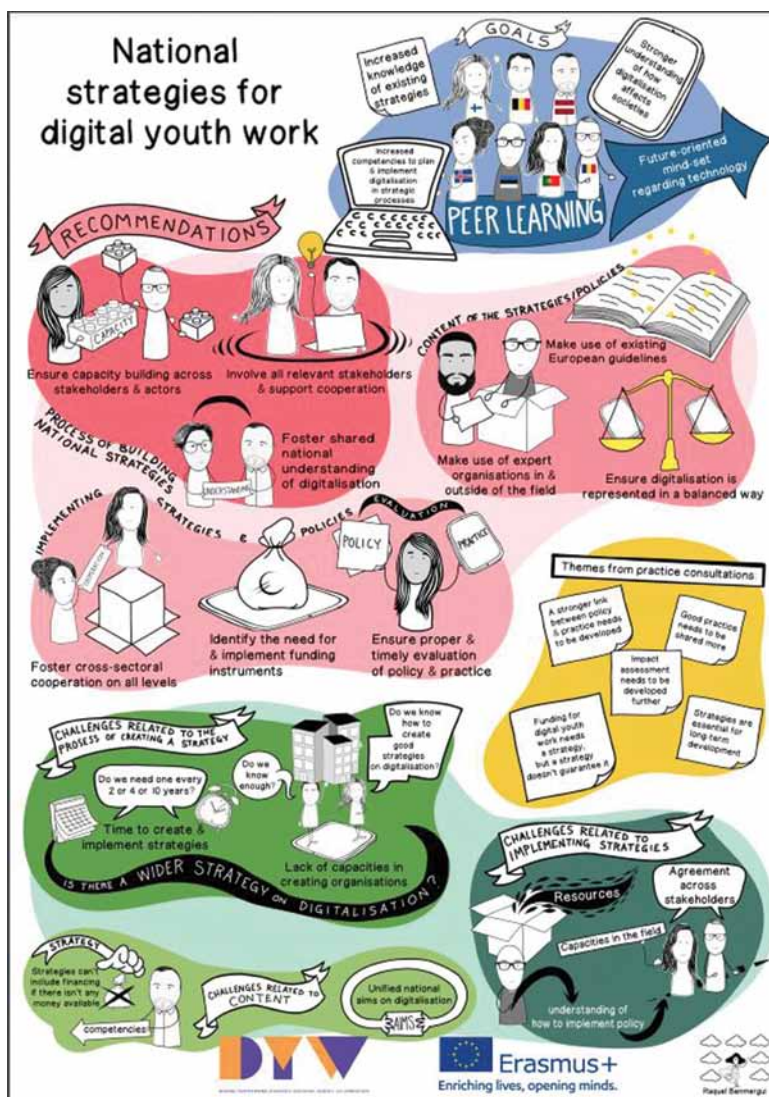 National
strategies for
digital youth work
GOALS
Increased
knowledge
of existing
strategies
Stronger
understanding
of how
digitalisation
affects
societies
Increased
competencies to plan
& implement
digitalisation
in strategic
processes
Future-oriented
mind-set
regarding technology
PEER LEARNING
RECOMMENDATIONS
CAPACITY
Ensure capacity building across
stakeholders & actors
Involve all relevant stakeholders
& support cooperation
UNDERSTANDING
Foster shared
national
understanding
of digitalisation
PROCESS OF BUILDING
NATIONAL STRATEGIES
CONTENT OF THE STRATEGIES/POLICIES
Make use of existing
European guidelines
Make use of expert
organisations in &
outside of the field
Ensure digitalisation is
represented in a balanced way
IMPLEMENTING STRATEGIES & POLICIES
COOPERATION
Foster cross-sectoral
cooperation on all levels
€
Identify the need for
& implement funding
instruments
EVALUATION
POLICY
PRACTICE
Ensure proper &
timely evaluation
of policy & practice
Themes from practice consultations:
A stronger link
between policy
& practice needs
to be developed
Good practice
needs to be
shared more
Impact
assessment
needs to be
developed
further
Funding for
digital youth
work needs
a strategy,
but a strategy
doesn't guarantee it
Strategies are
essential for
long term
development
CHALLENGES RELATED TO THE
PROSESS OF CREATING A STRATEGY
Do we need one every
2 or 4 or 10 years?
Time to create &
implement strategies
Do we
know
enough?
Do we know
how to
create
good
strategies
on digitalisation?
Lack of capacities in
creating organisations
IS THERE A WIDER STRATEGY ON DIGITALISATION?
CHALLENGES RELATED TO
IMPLEMENTING STRATEGIES
Resources
Agreement
across
stakeholders
Capacities in the field
understanding of
how to implement policy
STRATEGY
Strategies can't
include financing
if there isn't any
money available
competencies
CHALLENGES RELATED TO
CONTENT
Unified national
aims on digitalisation
AIMS
DYW
Erasmus+
Enriching lives, opening minds.
Raquel Benmergui